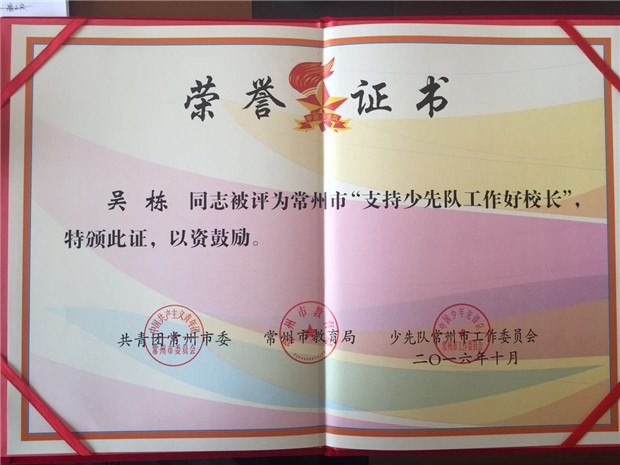 荣誉证书
吴栋 同志被评为常州市“支持少先队工作好校长”，
特颁此证，以资鼓励。
共青团常州市委 常州市教育局 少先队常州市工作委员会
二〇一六年十月